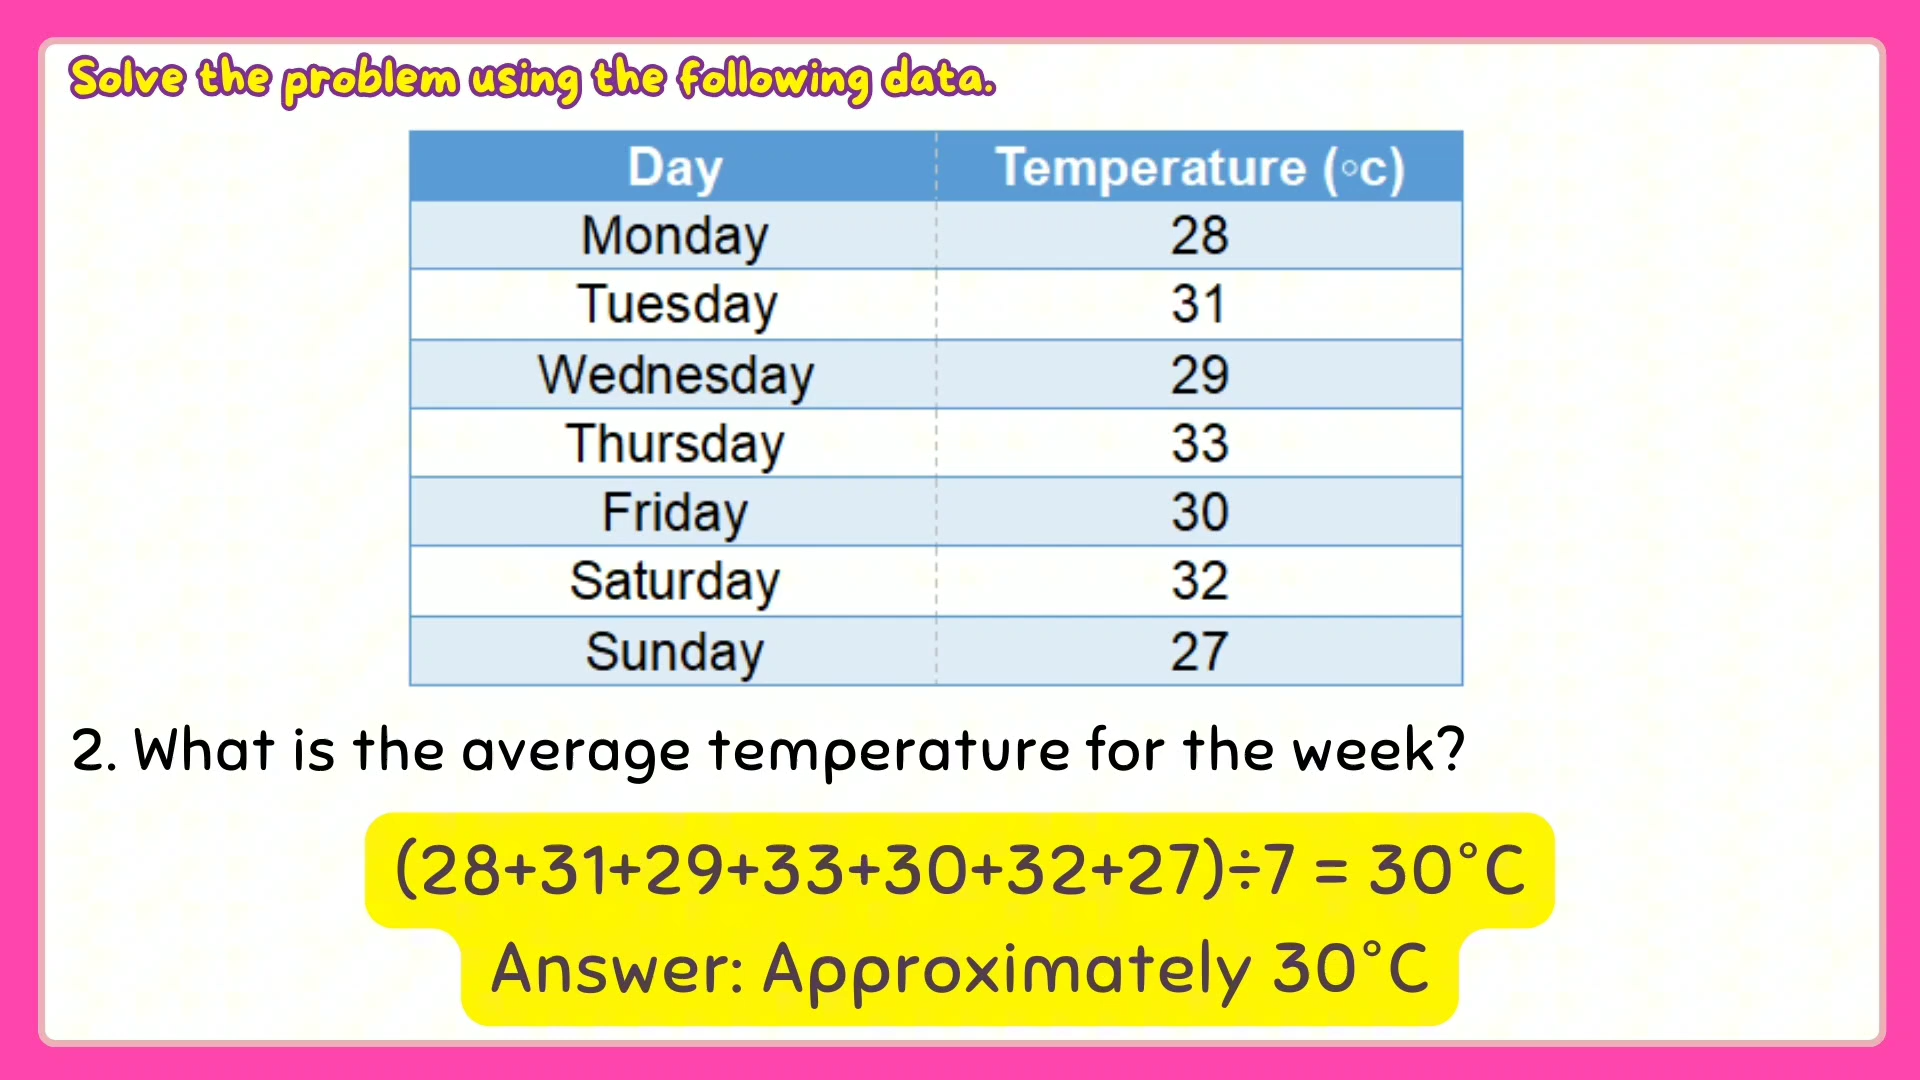 Solve the problem using the following data.
Day Temperature (◦c)
Monday 28
Tuesday 31
Wednesday 29
Thursday 33
Friday 30
Saturday 32
Sunday 27
2. What is the average temperature for the week?
(28+31+29+33+30+32+27)÷7 = 30°C
Answer: Approximately 30°C